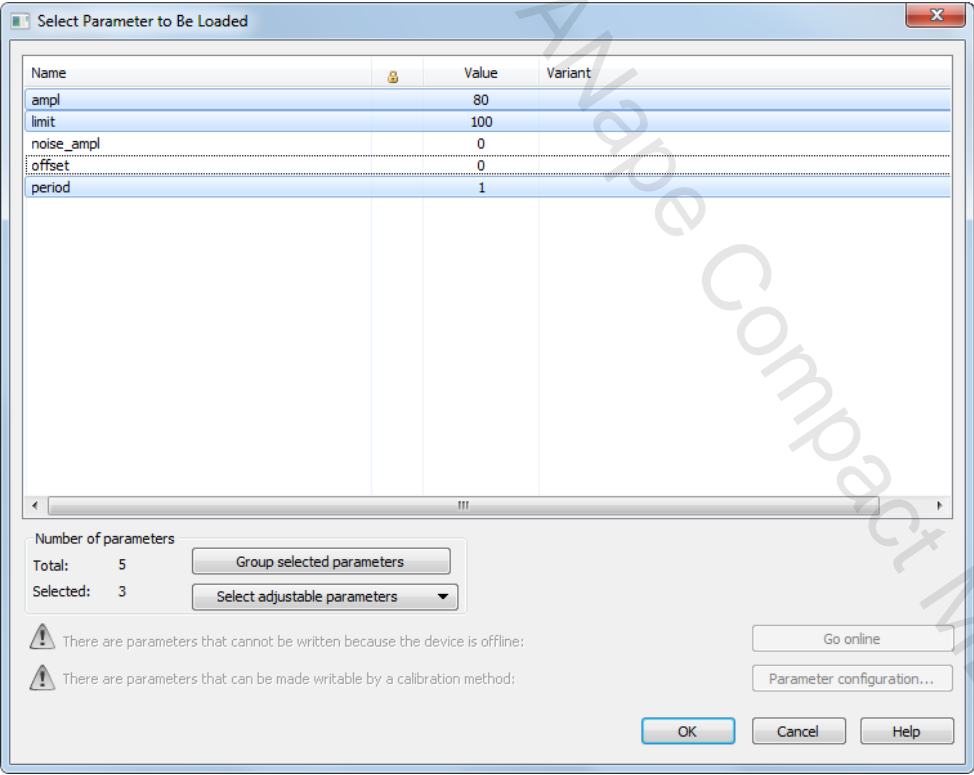 Select Parameter to Be Loaded
Name Value Variant
ampl 80
limit 100
noise_ampl 0
offset 0
period 1
Number of parameters
Total: 5 Group selected parameters
Selected: 3 Select adjustable parameters
There are parameters that cannot be written because the device is offline: Go online
There are parameters that can be made writable by a calibration method: Parameter configuration...
OK Cancel Help
ANape Compact M